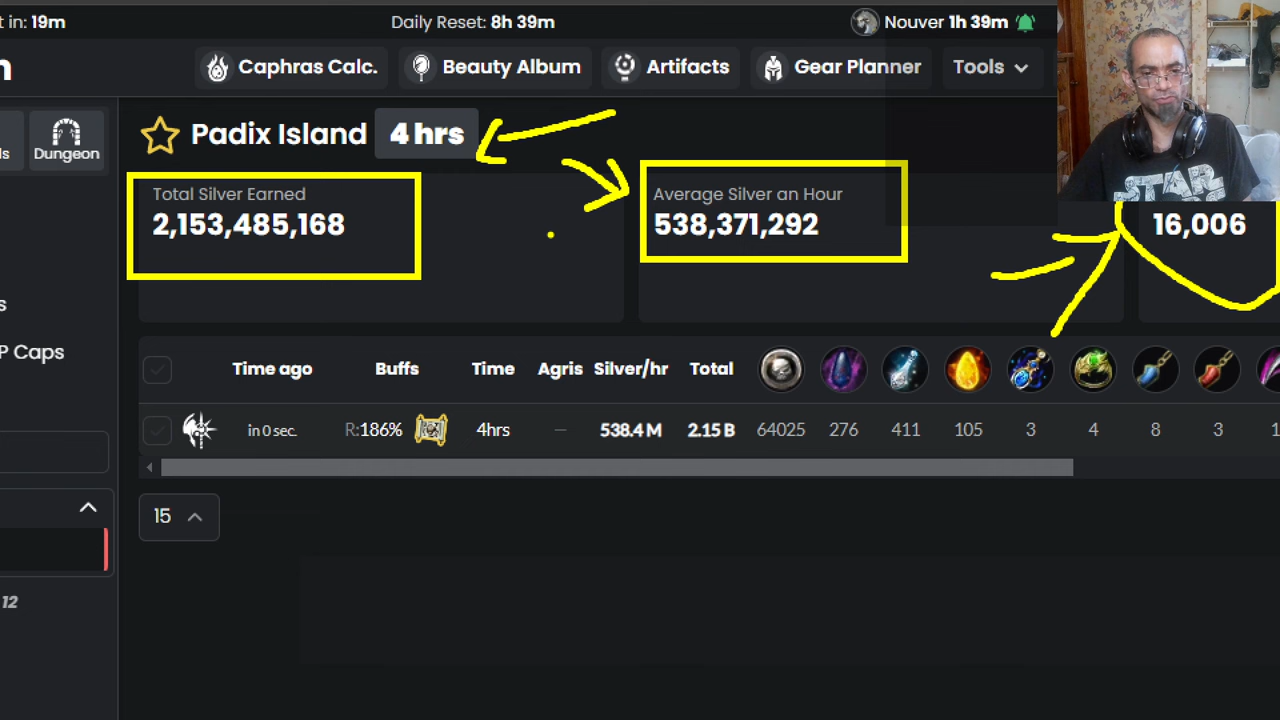 t in: 19m
Daily Reset: 8h 39m
Nouver 1h 39m
n
Caphras Calc.
Beauty Album
Artifacts
Gear Planner
Tools
ls
Dungeon
Padix Island
4 hrs
Total Silver Earned
2,153,485,168
Average Silver an Hour
538,371,292
16,006
STAR
s
P Caps
12
Time ago Buffs Time Agris Silver/hr Total
in 0 sec. R:186% 4hrs — 538.4 M 2.15 B 64025 276 411 105 3 4 8 3 1
15